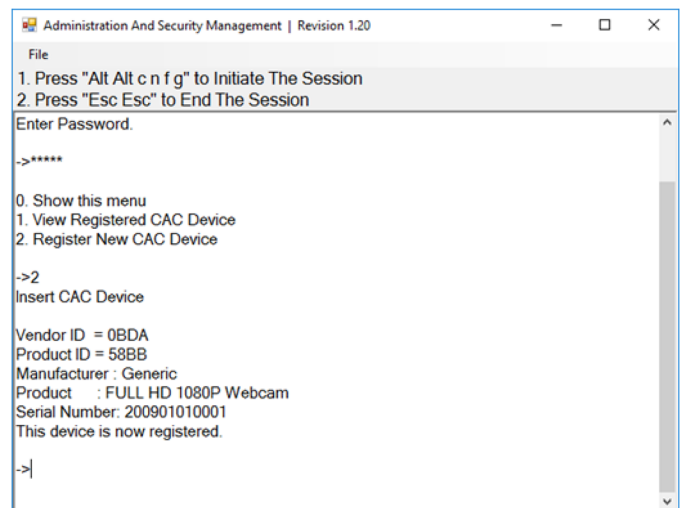 Administration And Security Management | Revision 1.20
File
1. Press "Alt Alt c n f g" to Initiate The Session
2. Press "Esc Esc" to End The Session
Enter Password.
->*****
0. Show this menu
1. View Registered CAC Device
2. Register New CAC Device
->2
Insert CAC Device
Vendor ID = 0BDA
Product ID = 58BB
Manufacturer : Generic
Product : FULL HD 1080P Webcam
Serial Number: 200901010001
This device is now registered.
->